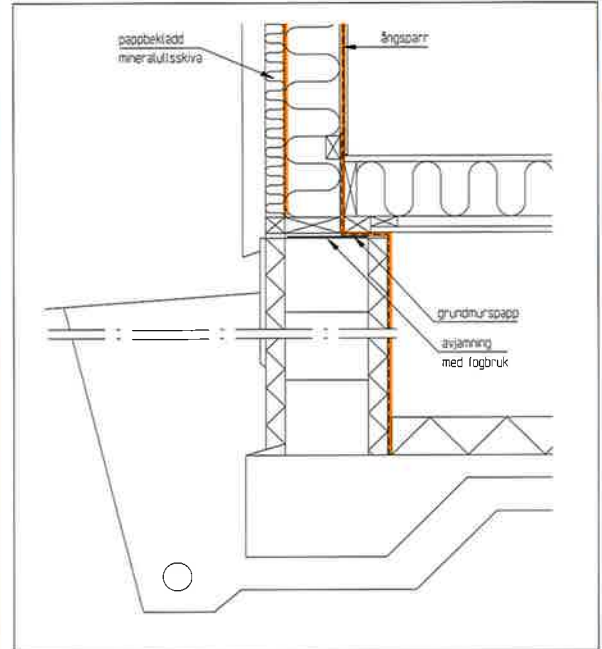 pappbeklädd
mineralullsskiva
ångspärr
grundmurspapp
avjämning
med fogbruk